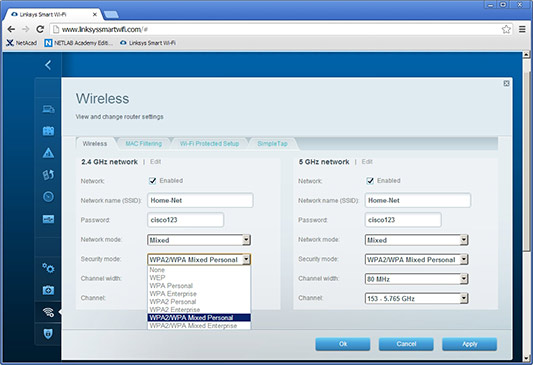 Linksys Smart Wi-Fi
www.linksyssmartwifi.com/#
NetAcad NETLAB Academy Editi... Linksys Smart Wi-Fi
Wireless
View and change router settings
Wireless MAC Filtering Wi-Fi Protected Setup SimpleTap
2.4 GHz network | Edit
Network: Enabled
Network name (SSID): Home-Net
Password: cisco123
Network mode: Mixed
Security mode: WPA2/WPA Mixed Personal
None
WEP
WPA Personal
WPA Enterprise
WPA2 Personal
WPA2 Enterprise
WPA2/WPA Mixed Personal
WPA2/WPA Mixed Enterprise
Channel width:
Channel:
5 GHz network | Edit
Network: Enabled
Network name (SSID): Home-Net
Password: cisco123
Network mode: Mixed
Security mode: WPA2/WPA Mixed Personal
Channel width: 80 MHz
Channel: 153 - 5.765 GHz
Ok Cancel Apply